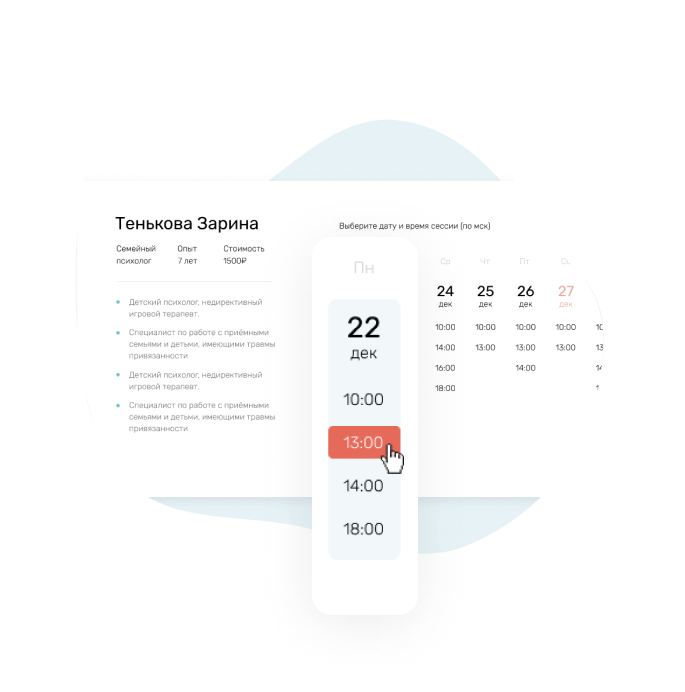 Тенькова Зарина
Семейный
психолог
Опыт
7 лет
Стоимость
1500₽
Детский психолог, недирективный
игровой терапевт.
Специалист по работе с приёмными
семьями и детьми, имеющими травмы
привязанности
Детский психолог, недирективный
игровой терапевт.
Специалист по работе с приёмными
семьями и детьми, имеющими травмы
привязанности
Выберите дату и время сессии (по мск)
Пн
22
дек
10:00
13:00
14:00
18:00
Ср
24
дек
10:00
14:00
16:00
18:00
Чт
25
дек
10:00
13:00
Пт
26
дек
10:00
13:00
14:00
27
дек
10:00
13:00